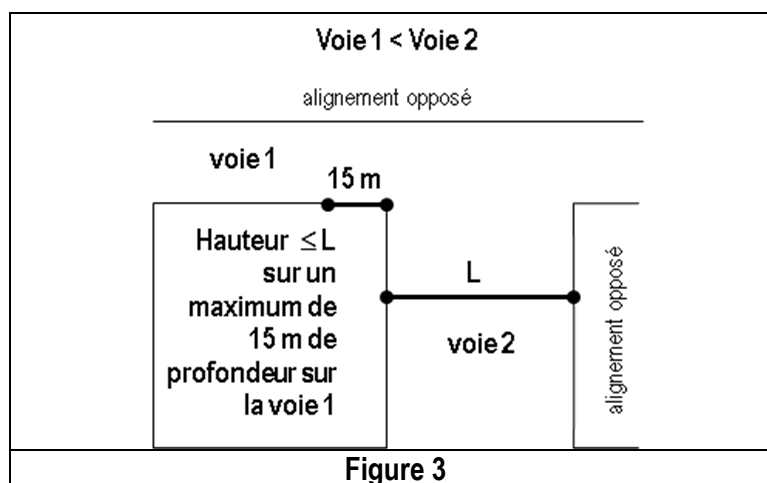 Voie 1 < Voie 2
alignement opposé
voie 1
15 m
Hauteur ≤ L
sur un
maximum de
15 m de
profondeur sur
la voie 1
L
voie 2
alignement opposé
Figure 3